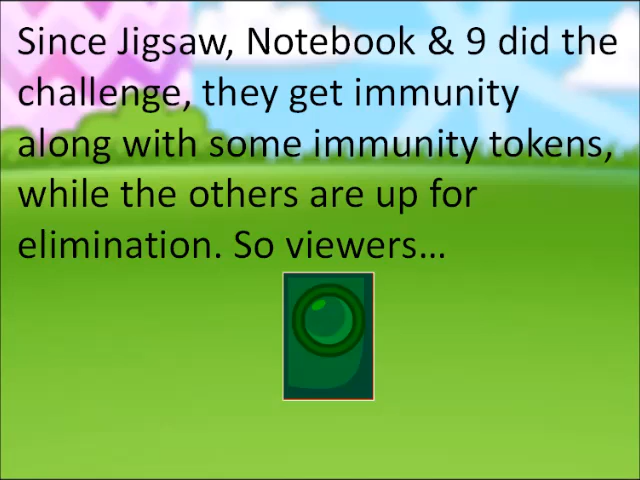 Since Jigsaw, Notebook & 9 did the
challenge, they get immunity
along with some immunity tokens,
while the others are up for
elimination. So viewers…